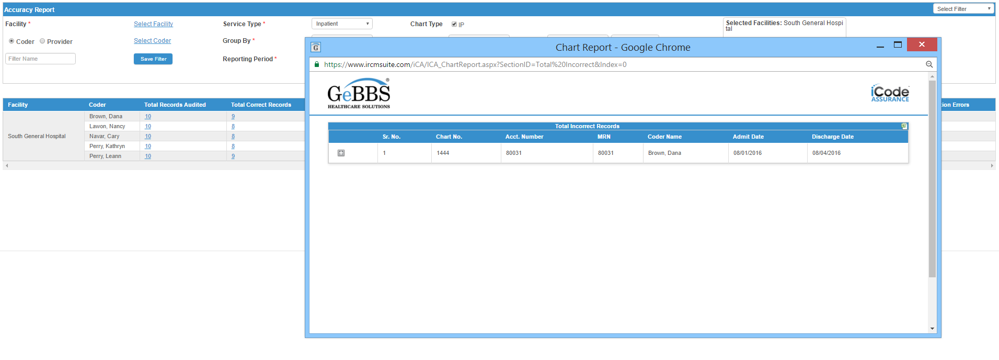 Accuracy Report
Select Filter
Facility *
Select Facility
Service Type *
Inpatient
Chart Type
IP
Selected Facilities: South General Hospi
tal
Coder
Provider
Select Coder
Group By *
Filter Name
Save Filter
Reporting Period *
Facility Coder Total Records Audited Total Correct Records
ion Errors
South General Hospital
Brown, Dana 10 9
Lawon, Nancy 10 8
Navar, Cary 10 8
Perry, Kathryn 10 8
Perry, Leann 10 9
G
Chart Report - Google Chrome
https://www.ircmsuite.com/iCA/ICA_ChartReport.aspx?SectionID=Total%20Incorrect&Index=0
GeBBS®
HEALTHCARE SOLUTIONS
iCode
ASSURANCE
Total Incorrect Records
Sr. No. Chart No. Acct. Number MRN Coder Name Admit Date Discharge Date
1 1444 80031 80031 Brown, Dana 08/01/2016 08/04/2016